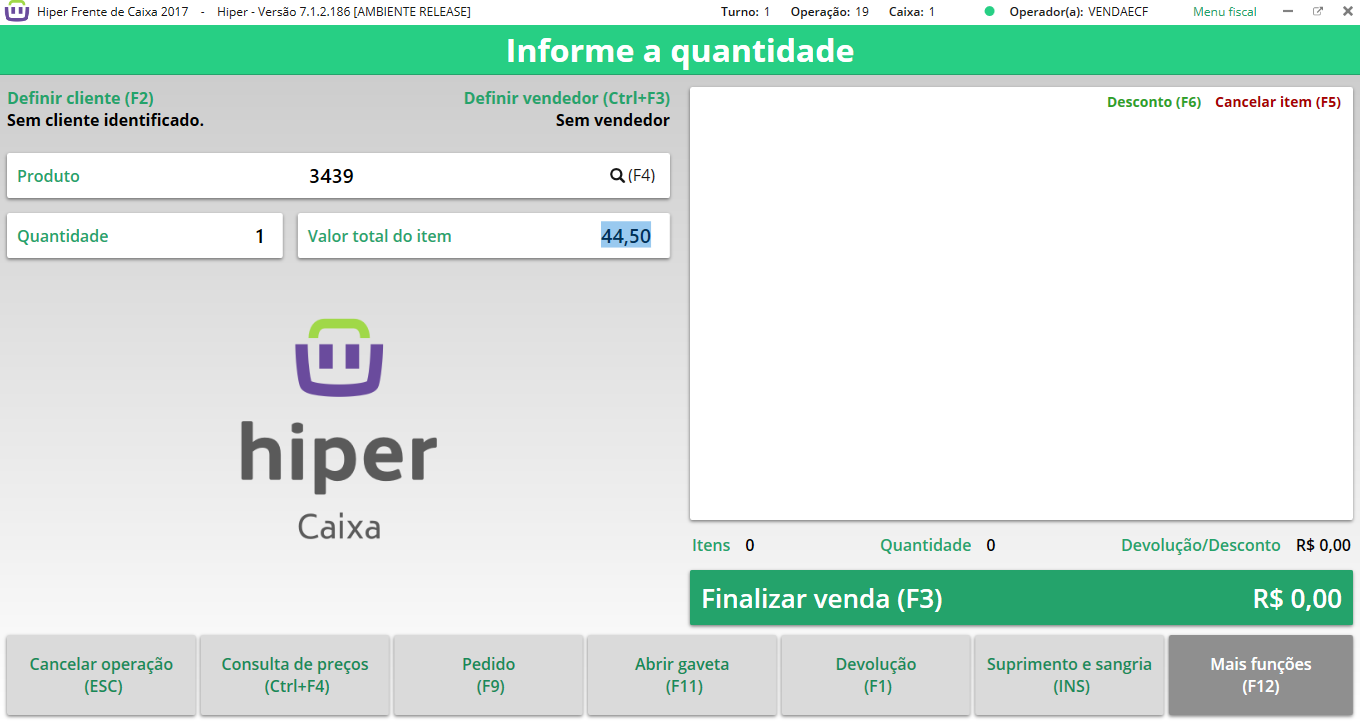 Hiper Frente de Caixa 2017 - Hiper - Versão 7.1.2.186 [AMBIENTE RELEASE] Turno: 1 Operação: 19 Caixa: 1 Operador(a): VENDAECF Menu fiscal
Informe a quantidade
Definir cliente (F2) Definir vendedor (Ctrl+F3)
Sem cliente identificado. Sem vendedor
Produto 3439 (F4)
Quantidade 1 Valor total do item 44,50
hiper
Caixa
Desconto (F6) Cancelar item (F5)
Itens 0 Quantidade 0 Devolução/Desconto R$ 0,00
Finalizar venda (F3) R$ 0,00
Cancelar operação
(ESC)
Consulta de preços
(Ctrl+F4)
Pedido
(F9)
Abrir gaveta
(F11)
Devolução
(F1)
Suprimento e sangria
(INS)
Mais funções
(F12)